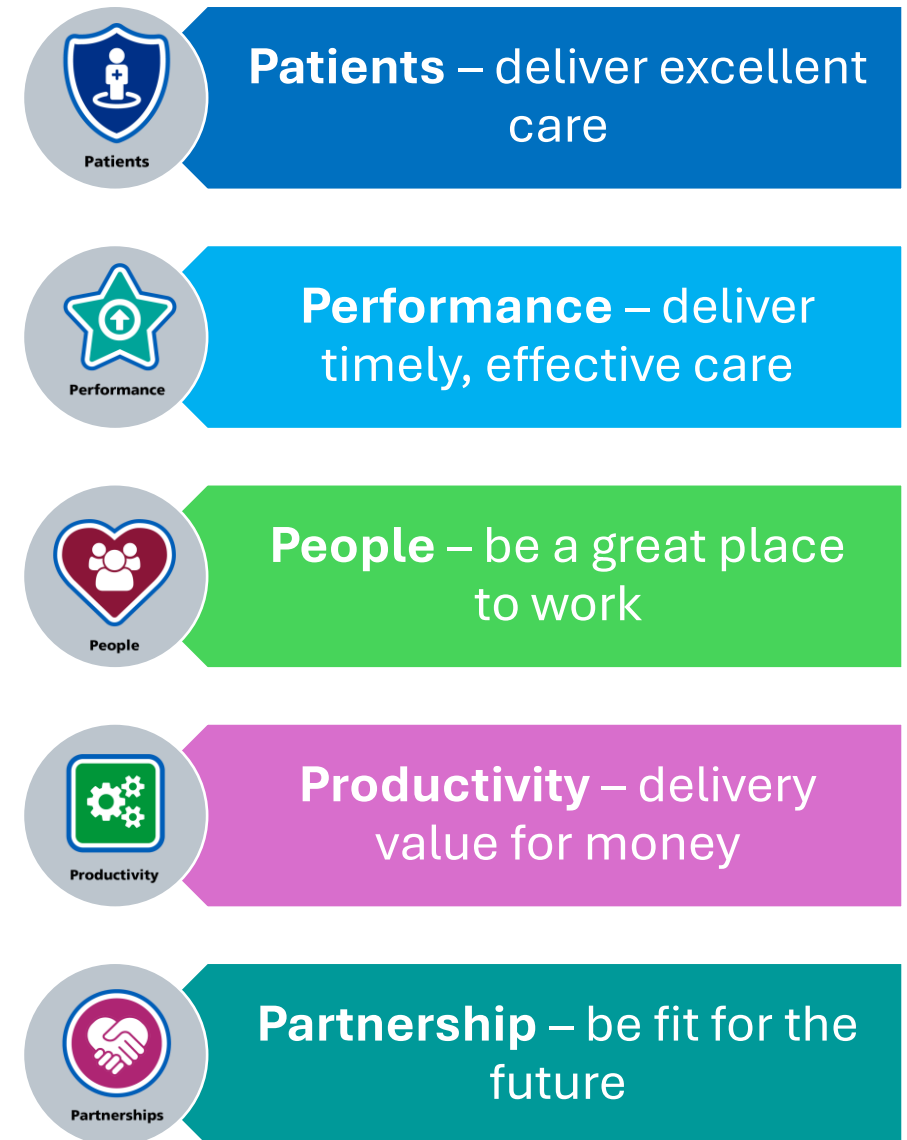 Patients
Patients – deliver excellent
care
Performance
Performance – deliver
timely, effective care
People
People – be a great place
to work
Productivity
Productivity – delivery
value for money
Partnerships
Partnership – be fit for the
future